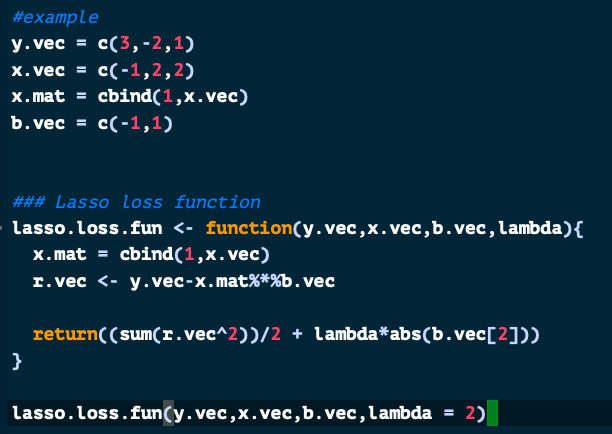 #example
y.vec = c(3,-2,1)
x.vec = c(-1,2,2)
x.mat = cbind(1,x.vec)
b.vec = c(-1,1)
### Lasso loss function
lasso.loss.fun <- function(y.vec,x.vec,b.vec,lambda){
  x.mat = cbind(1,x.vec)
  r.vec <- y.vec-x.mat%*%b.vec
  return((sum(r.vec^2))/2 + lambda*abs(b.vec[2]))
}
lasso.loss.fun(y.vec,x.vec,b.vec,lambda = 2)